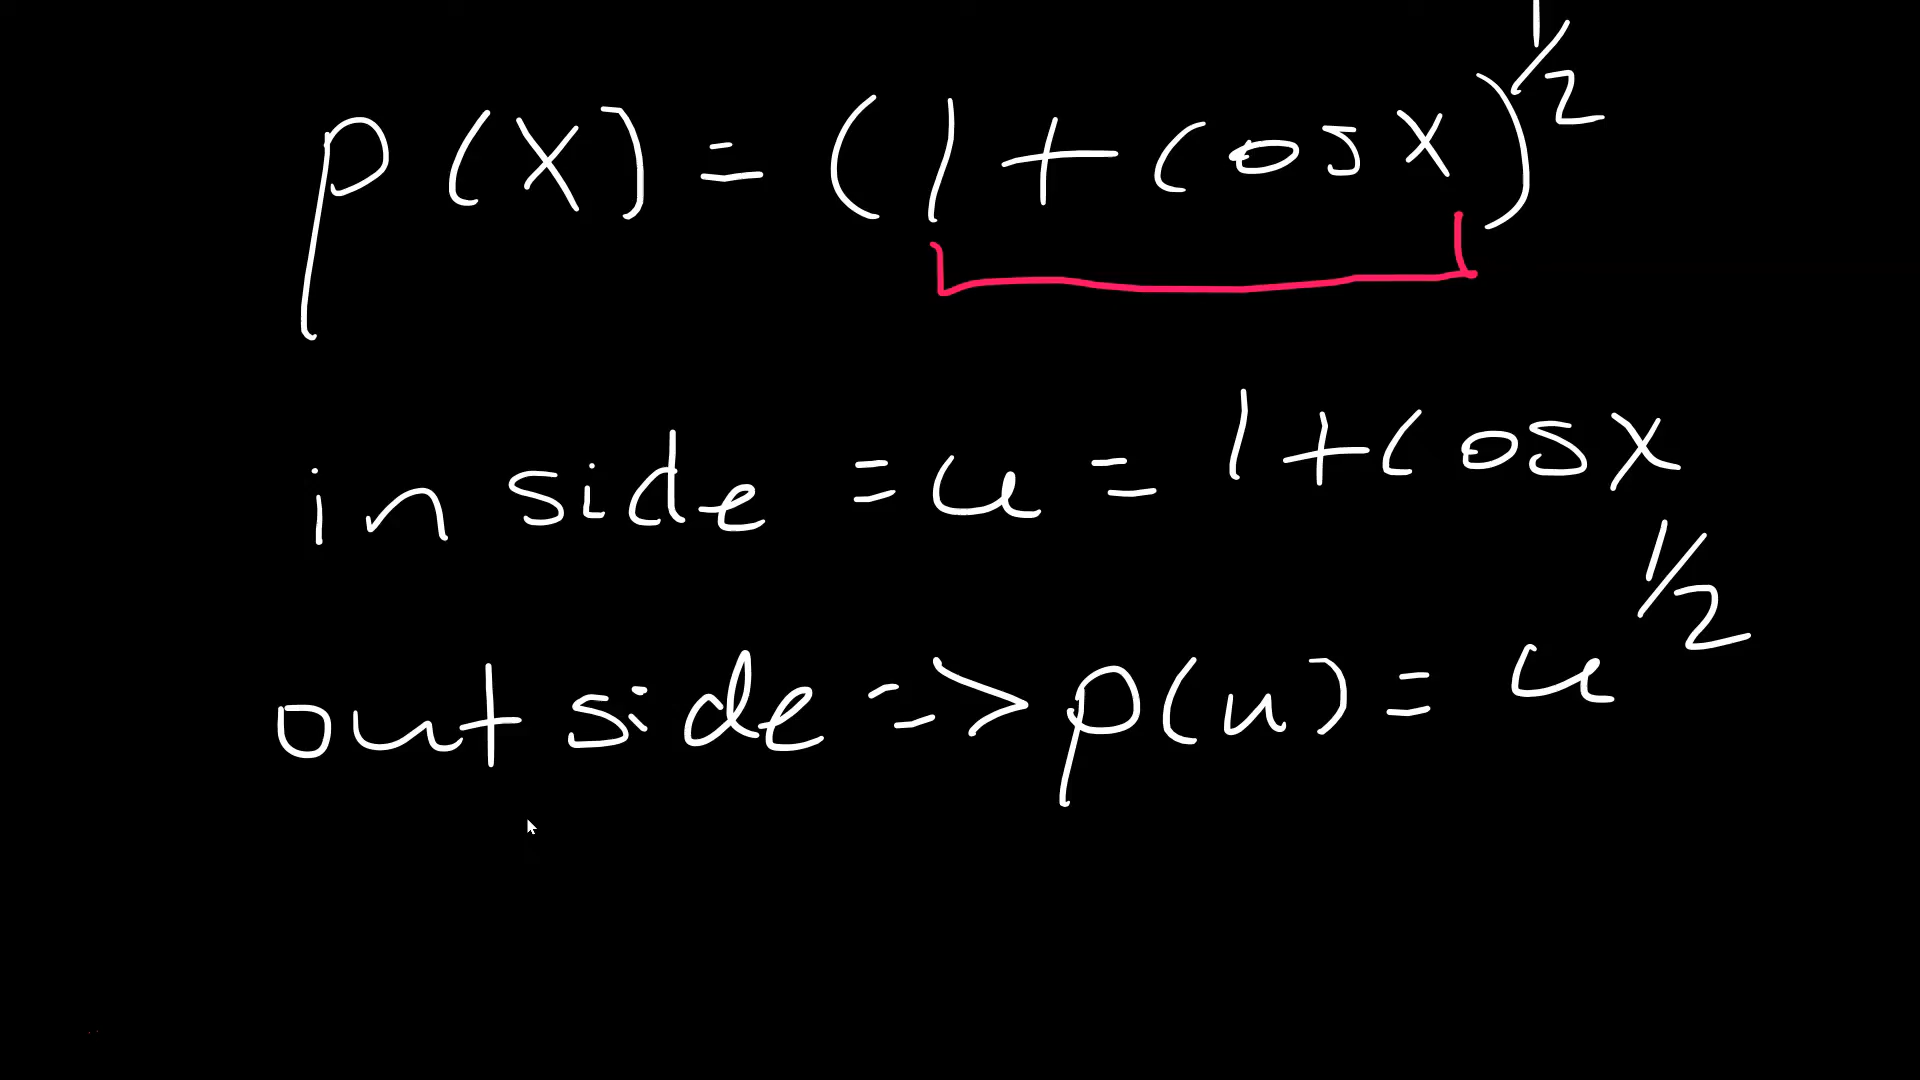 p(x) = (1 + cosx)^1/2
inside = u = 1 + cosx
outside => p(u) = u^1/2